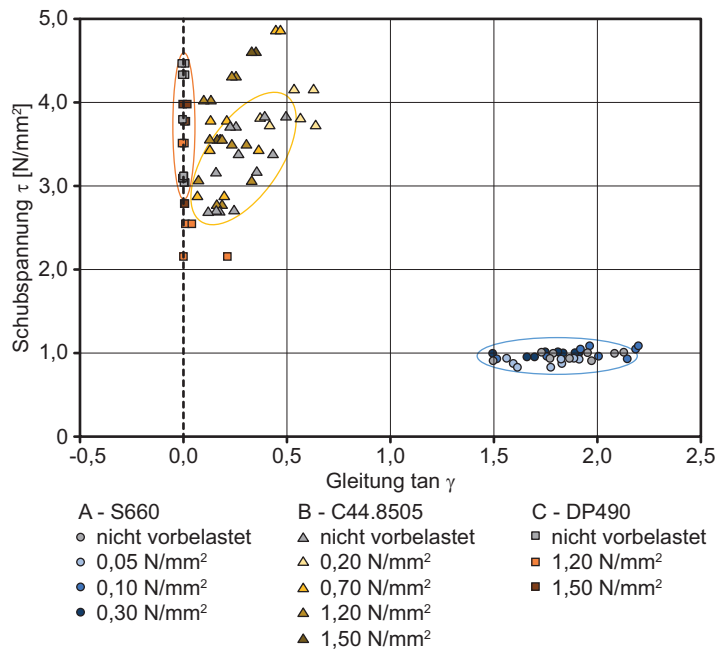 5,0
4,0
3,0
2,0
1,0
0
Schubspannung τ [N/mm²]
-0,5 0,0 0,5 1,0 1,5 2,0 2,5
Gleitung tan γ
A - S660 B - C44.8505 C - DP490
nicht vorbelastet nicht vorbelastet nicht vorbelastet
0,05 N/mm² 0,20 N/mm² 1,20 N/mm²
0,10 N/mm² 0,70 N/mm² 1,50 N/mm²
0,30 N/mm² 1,20 N/mm²
1,50 N/mm²